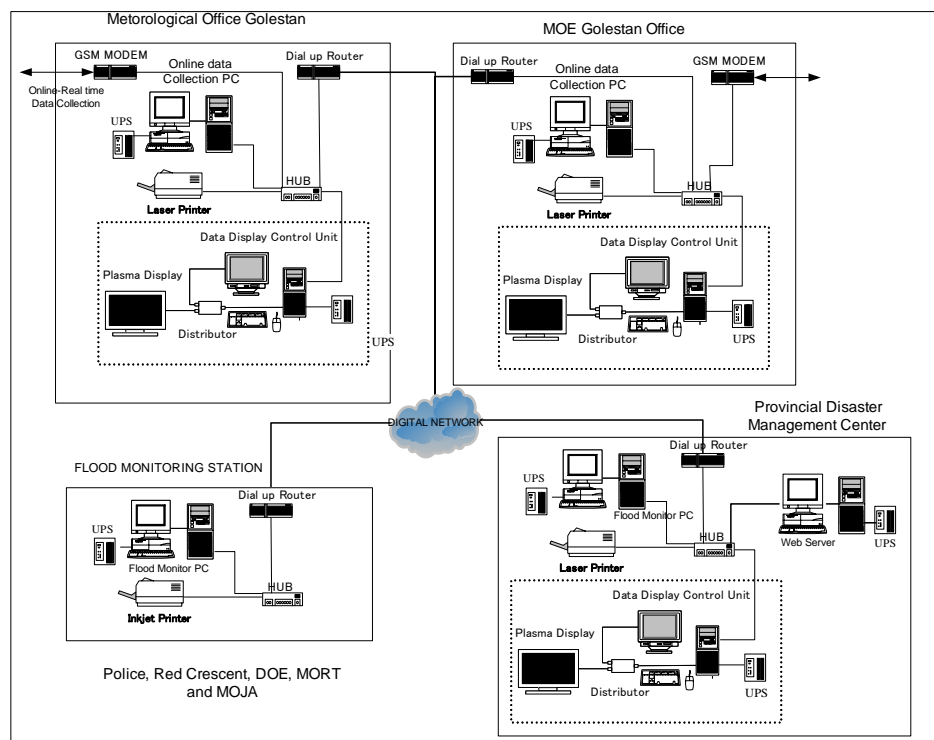 Metorological Office Golestan
GSM MODEM
Dial up Router
Online data
Collection PC
Online-Real time
Data Collection
UPS
HUB
Laser Printer
Data Display Control Unit
Plasma Display
Distributor
UPS
MOE Golestan Office
Dial up Router
Online data
Collection PC
GSM MODEM
UPS
HUB
Laser Printer
Data Display Control Unit
Plasma Display
Distributor
UPS
DIGITAL NETWORK
FLOOD MONITORING STATION
Dial up Router
UPS
Flood Monitor PC
HUB
Inkjet Printer
Police, Red Crescent, DOE, MORT
and MOJA
Provincial Disaster
Management Center
Dial up Router
UPS
Flood Monitor PC
HUB
Web Server
UPS
Laser Printer
Data Display Control Unit
Plasma Display
Distributor
UPS